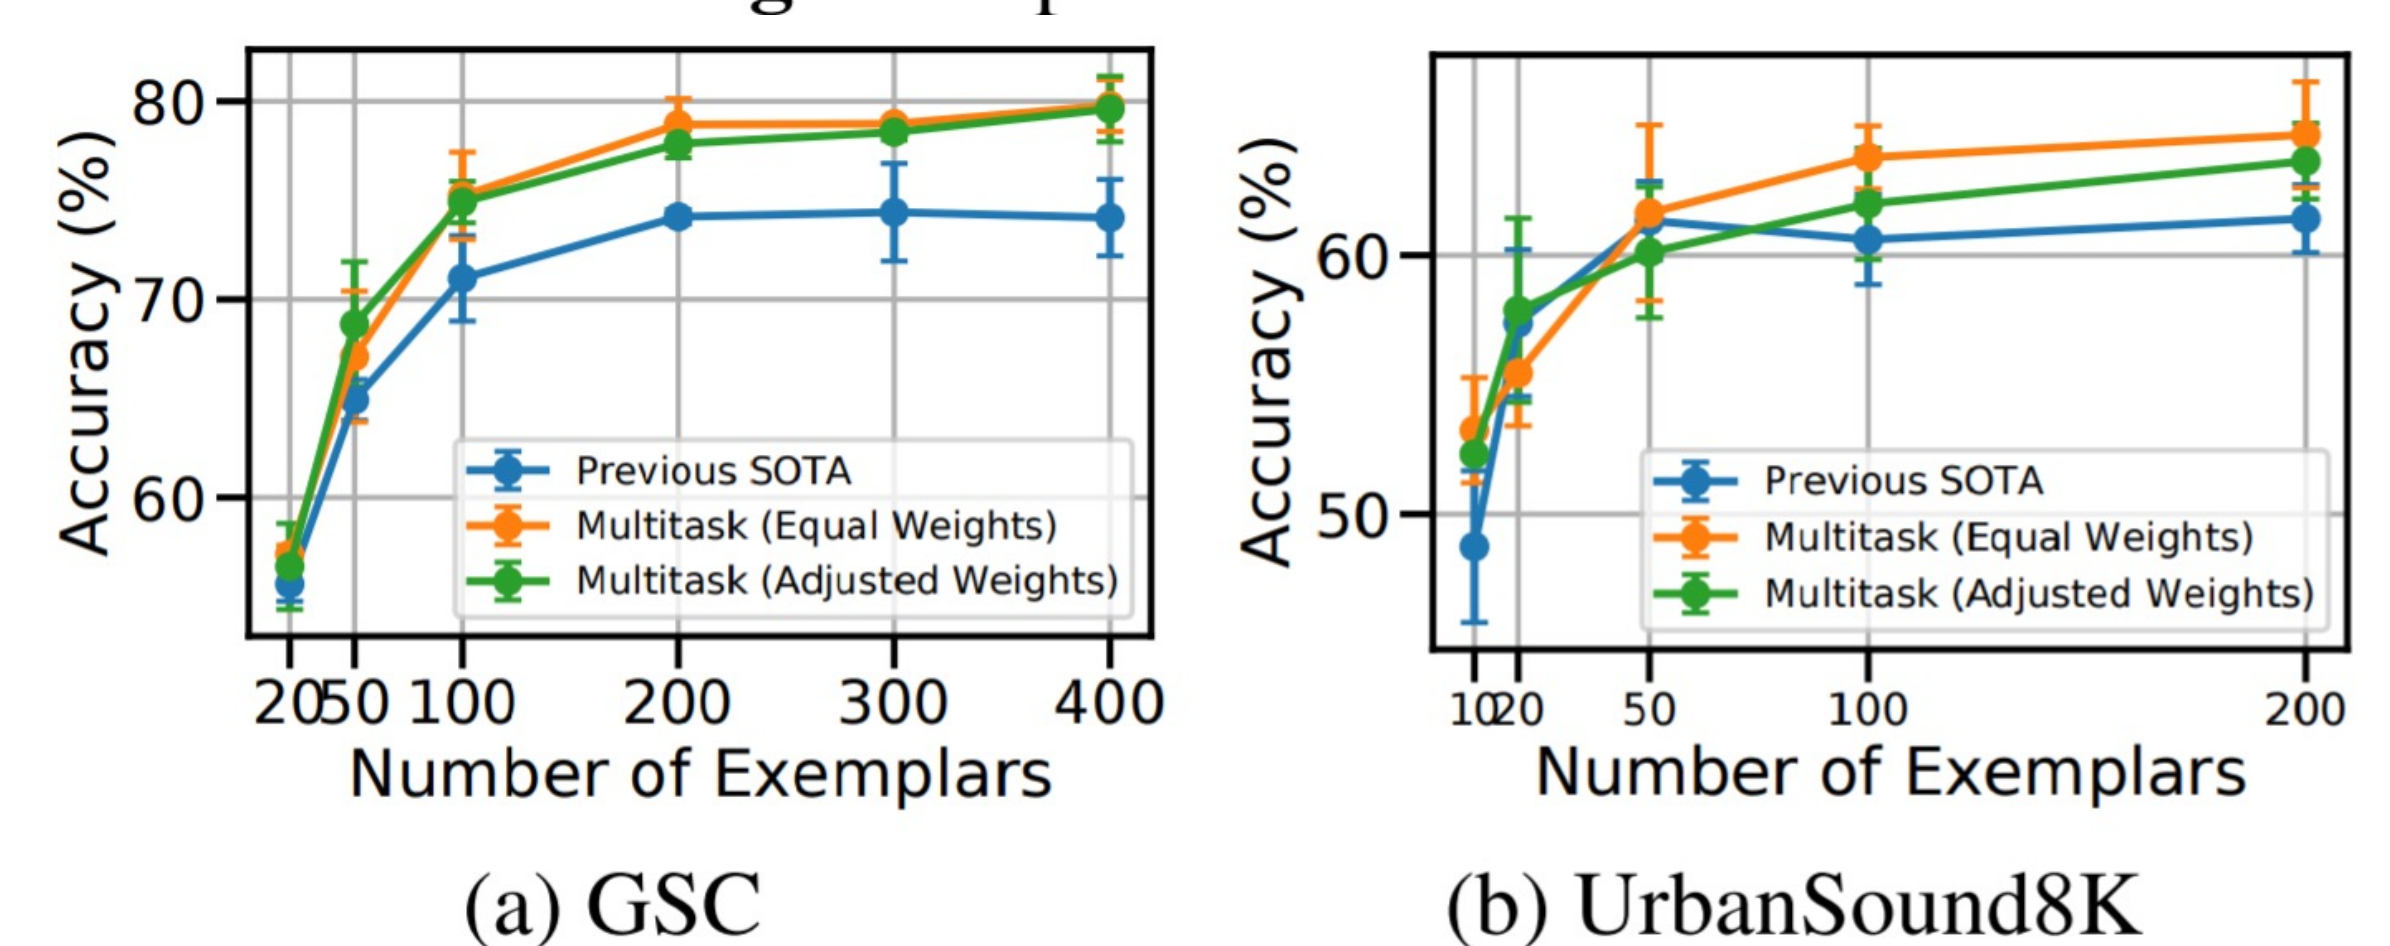 80
70
60
Accuracy (%)
Previous SOTA
Multitask (Equal Weights)
Multitask (Adjusted Weights)
20 50 100 200 300 400
Number of Exemplars
(a) GSC
60
50
Accuracy (%)
Previous SOTA
Multitask (Equal Weights)
Multitask (Adjusted Weights)
10 20 50 100 200
Number of Exemplars
(b) UrbanSound8K